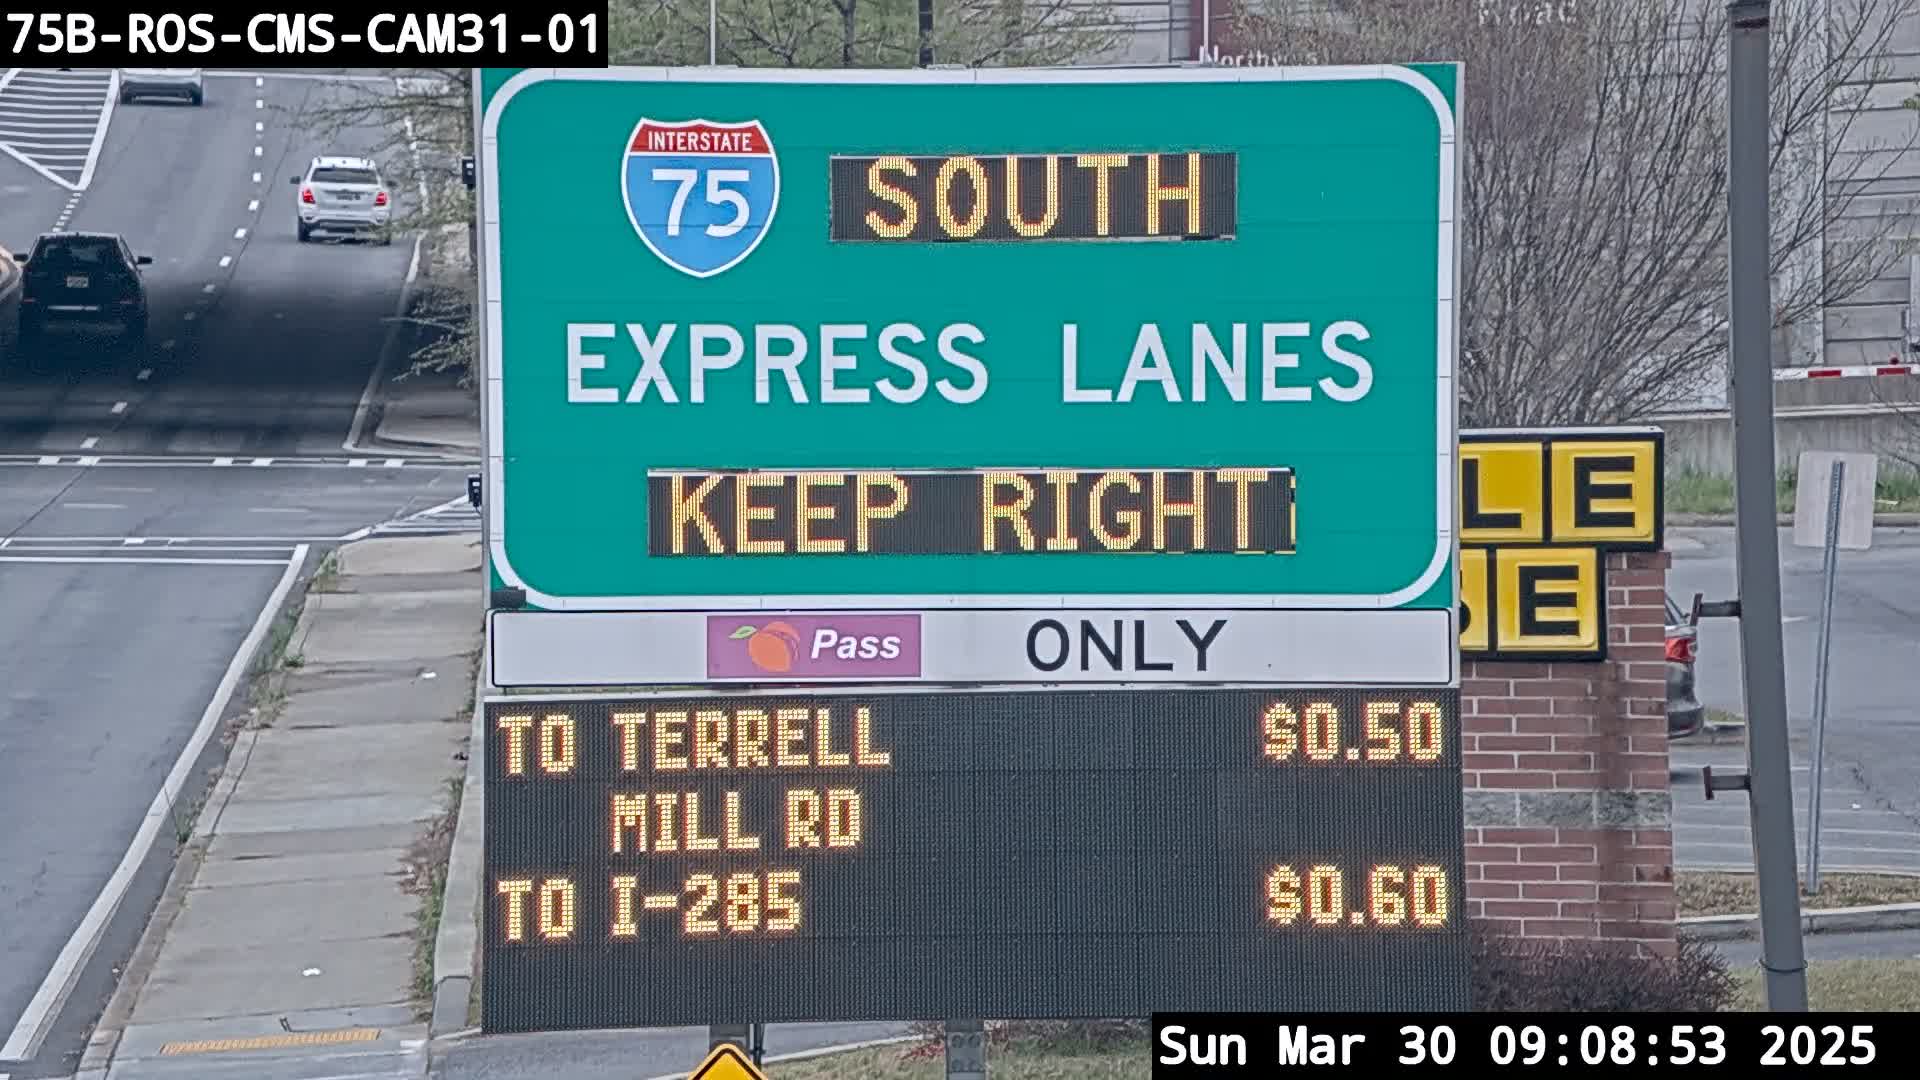 75B-ROS-CMS-CAM31-01
INTERSTATE
75 SOUTH
EXPRESS LANES
KEEP RIGHT
Pass ONLY
TO TERRELL $0.50
MILL RD
TO I-285 $0.60
LE
E
Sun Mar 30 09:08:53 2025